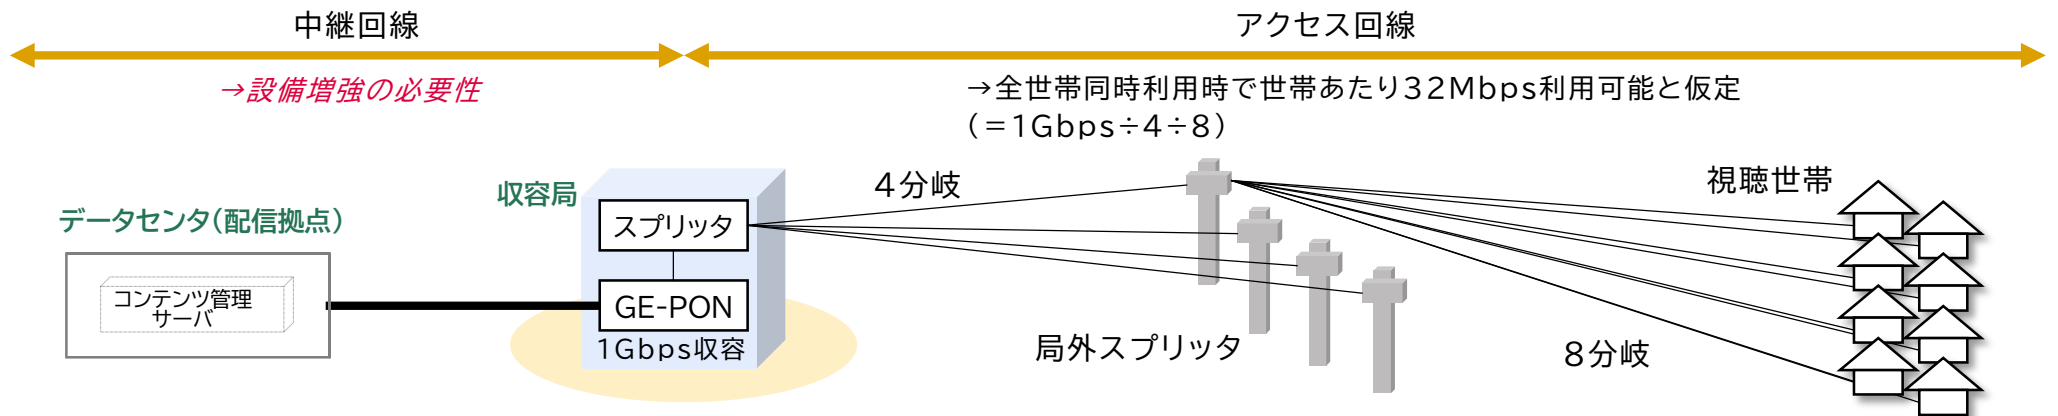 中継回線
アクセス回線
→設備増強の必要性
→全世帯同時利用時で世帯あたり32Mbps利用可能と仮定
(=1Gbps÷4÷8)
収容局
4分岐
視聴世帯
データセンタ(配信拠点)
スプリッタ
コンテンツ管理
サーバ
GE-PON
1Gbps収容
局外スプリッタ
8分岐